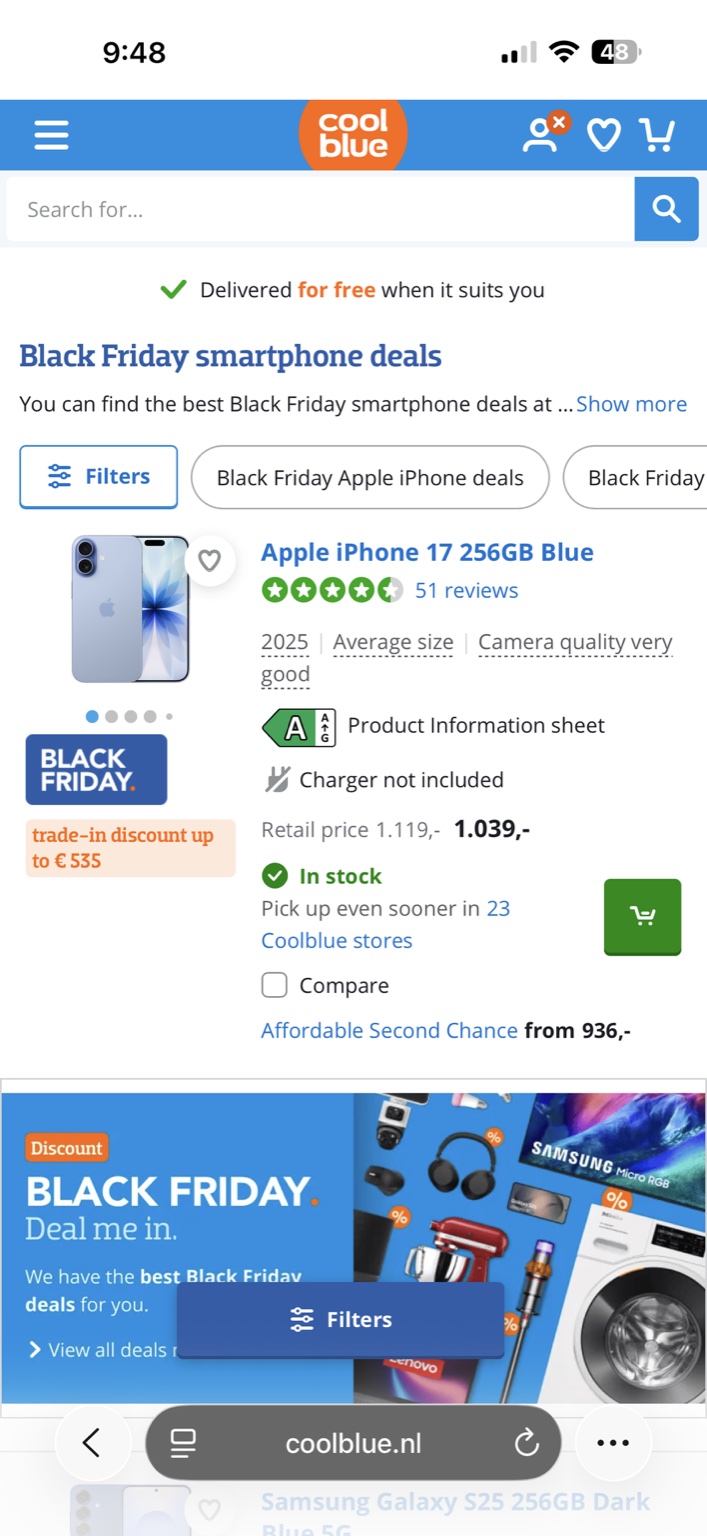 9:48
48
cool
blue
Search for...
Delivered for free when it suits you
Black Friday smartphone deals
You can find the best Black Friday smartphone deals at ... Show more
Filters
Black Friday Apple iPhone deals
Black Friday
Apple iPhone 17 256GB Blue
51 reviews
2025 | Average size | Camera quality very
good
A
A
G
Product Information sheet
BLACK
FRIDAY.
Charger not included
trade-in discount up
to € 535
Retail price 1.119,- 1.039,-
In stock
Pick up even sooner in 23
Coolblue stores
Compare
Affordable Second Chance from 936,-
Discount
BLACK FRIDAY.
Deal me in.
We have the best Black Friday
deals for you.
View all deals
SAMSUNG Micro RGB
%
%
%
%
Lenovo
Filters
coolblue.nl
Samsung Galaxy S25 256GB Dark
Blue 5G